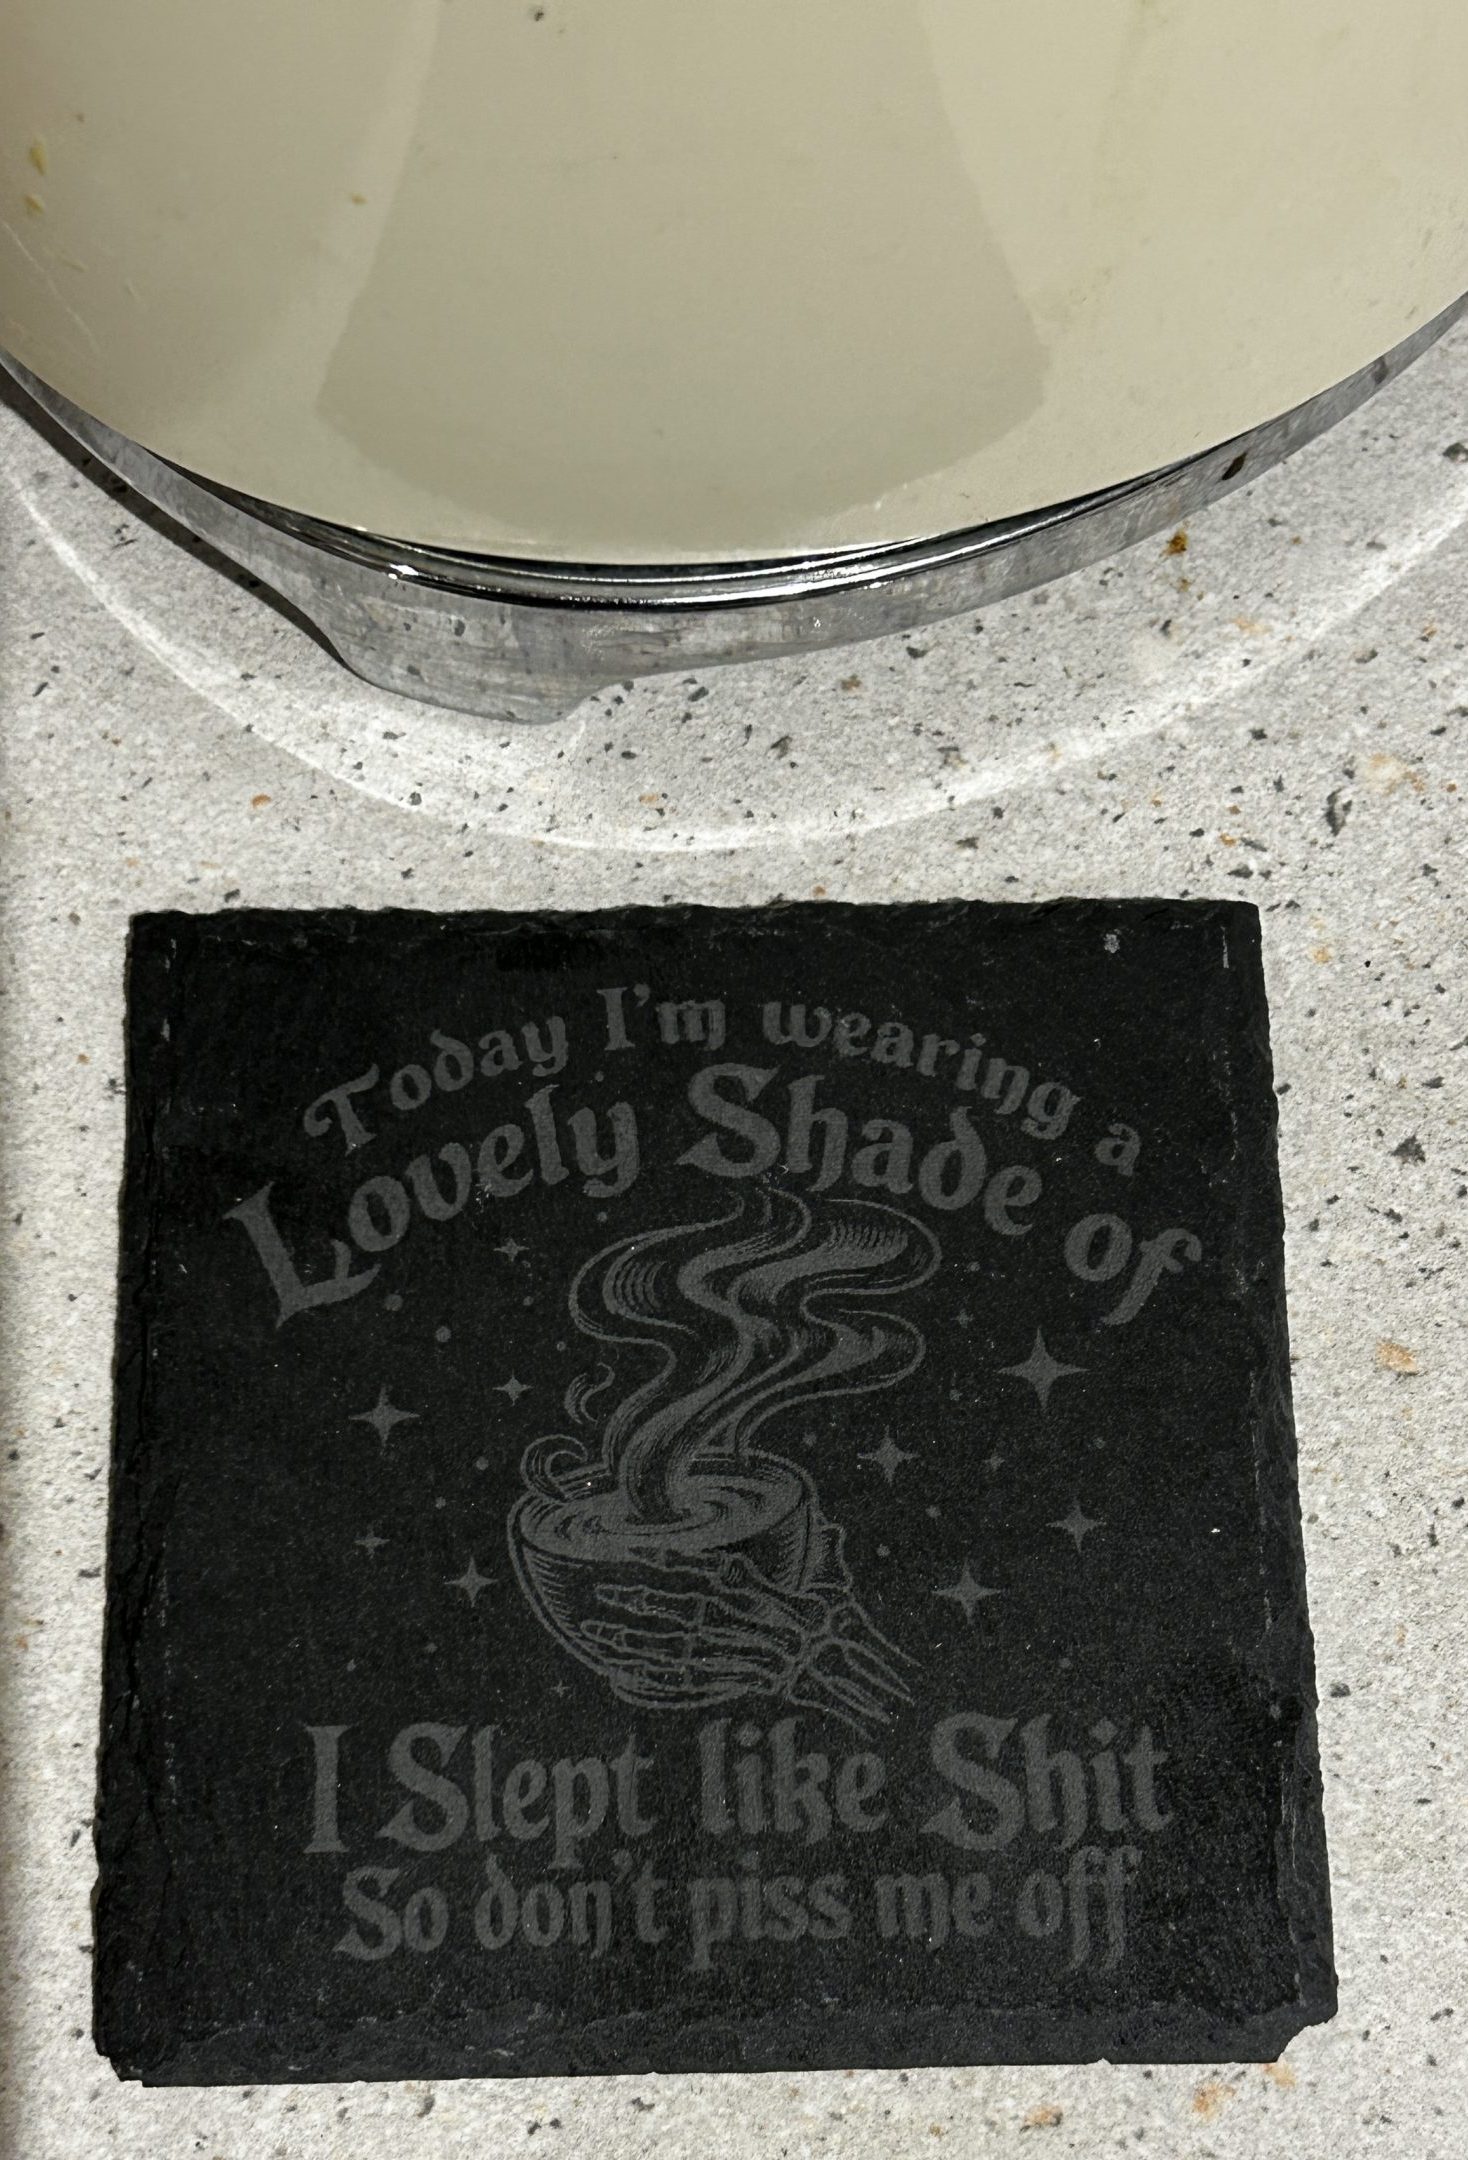 Today I'm wearing a
Lovely Shade of
I Slept like Shit
So don't piss me off